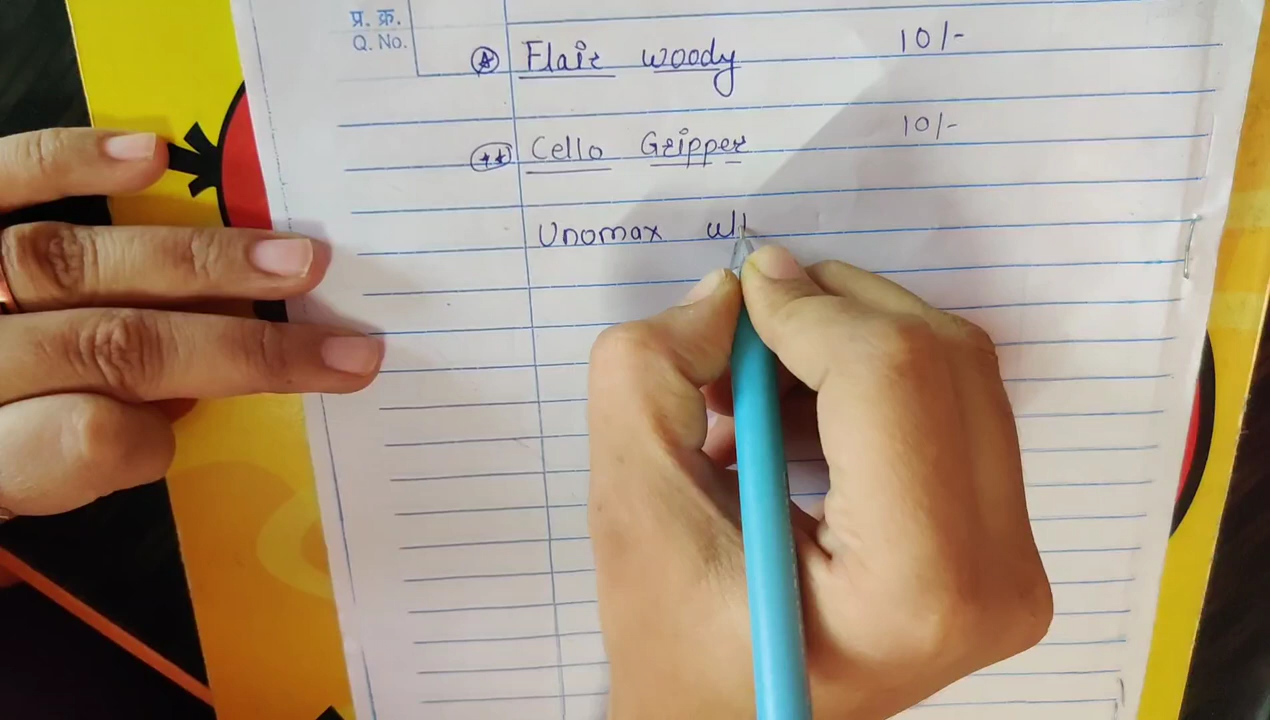 प्र. क्र.
Q. No.
Flair woody 10/-
Cello Gripper 10/-
Unomax